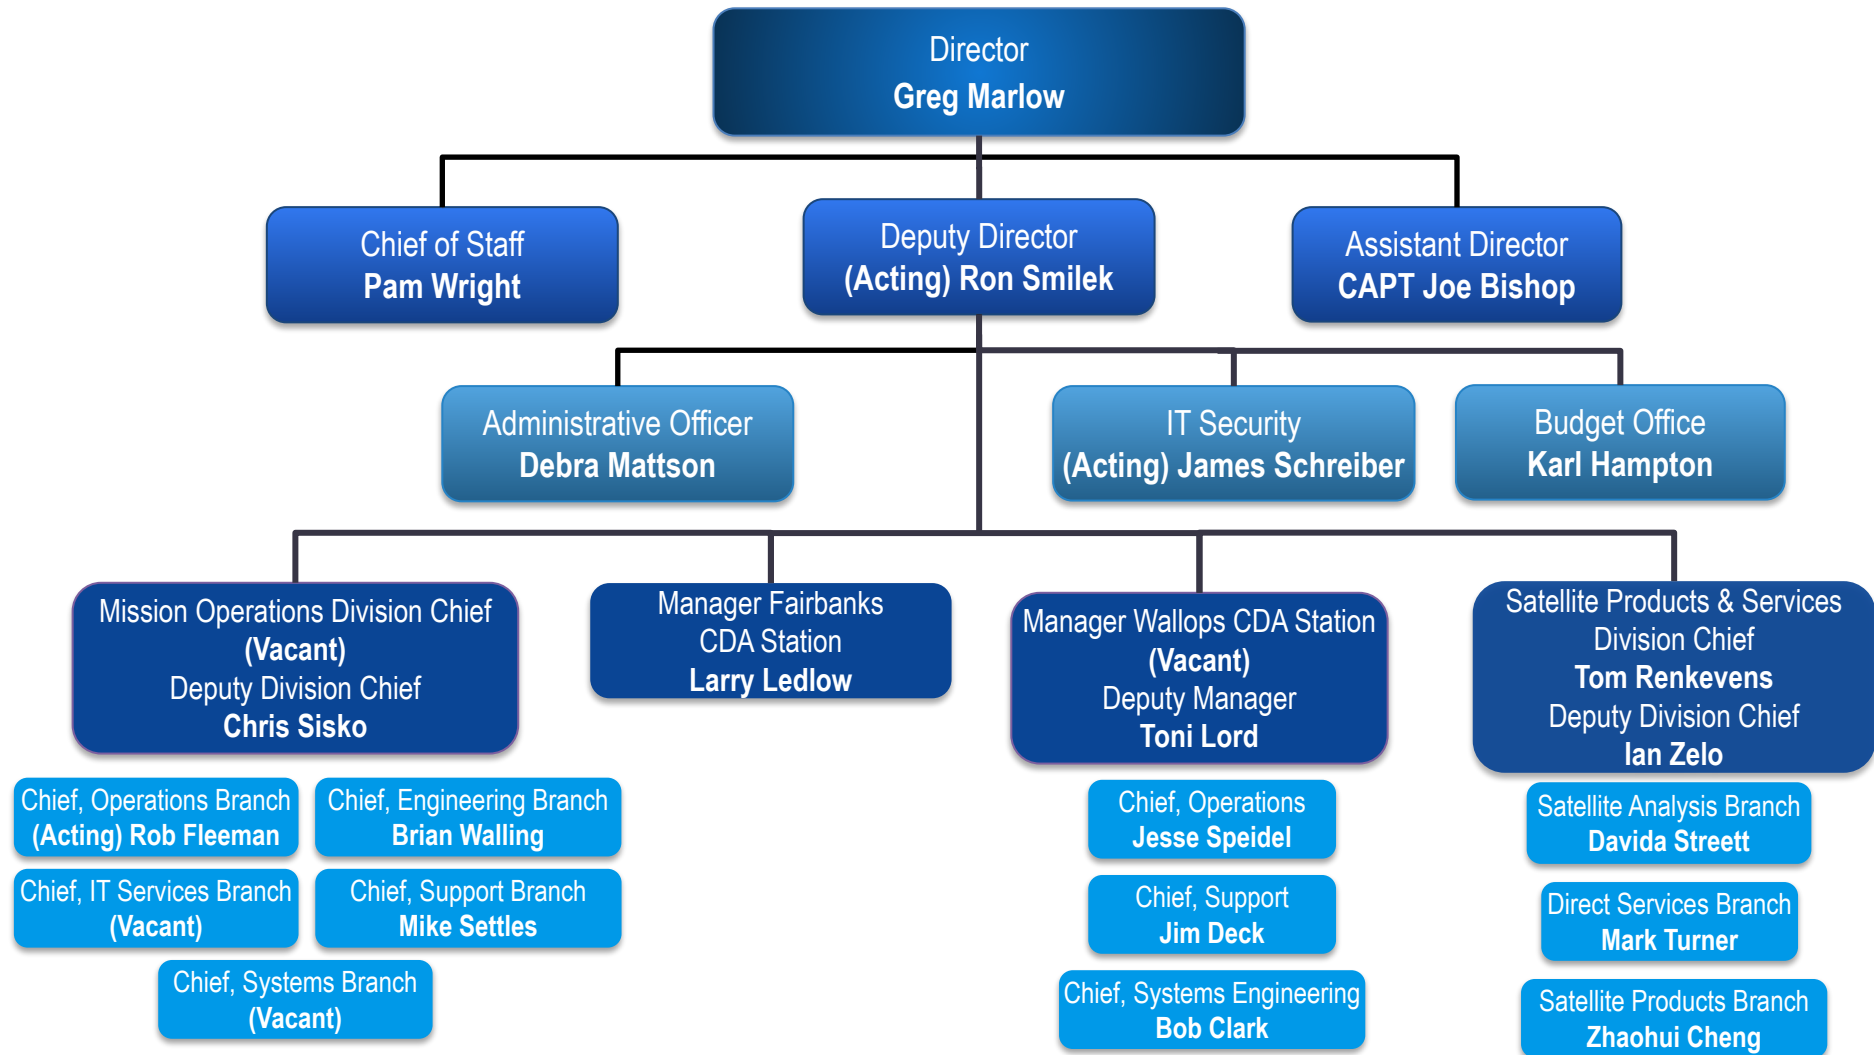 Director
Greg Marlow
Chief of Staff
Pam Wright
Deputy Director
(Acting) Ron Smilek
Assistant Director
CAPT Joe Bishop
Administrative Officer
Debra Mattson
IT Security
(Acting) James Schreiber
Budget Office
Karl Hampton
Mission Operations Division Chief
(Vacant)
Deputy Division Chief
Chris Sisko
Manager Fairbanks
CDA Station
Larry Ledlow
Manager Wallops CDA Station
(Vacant)
Deputy Manager
Toni Lord
Satellite Products & Services
Division Chief
Tom Renkevens
Deputy Division Chief
Ian Zelo
Chief, Operations Branch
(Acting) Rob Fleeman
Chief, Engineering Branch
Brian Walling
Chief, IT Services Branch
(Vacant)
Chief, Support Branch
Mike Settles
Chief, Systems Branch
(Vacant)
Chief, Operations
Jesse Speidel
Chief, Support
Jim Deck
Chief, Systems Engineering
Bob Clark
Satellite Analysis Branch
Davida Streett
Direct Services Branch
Mark Turner
Satellite Products Branch
Zhaohui Cheng